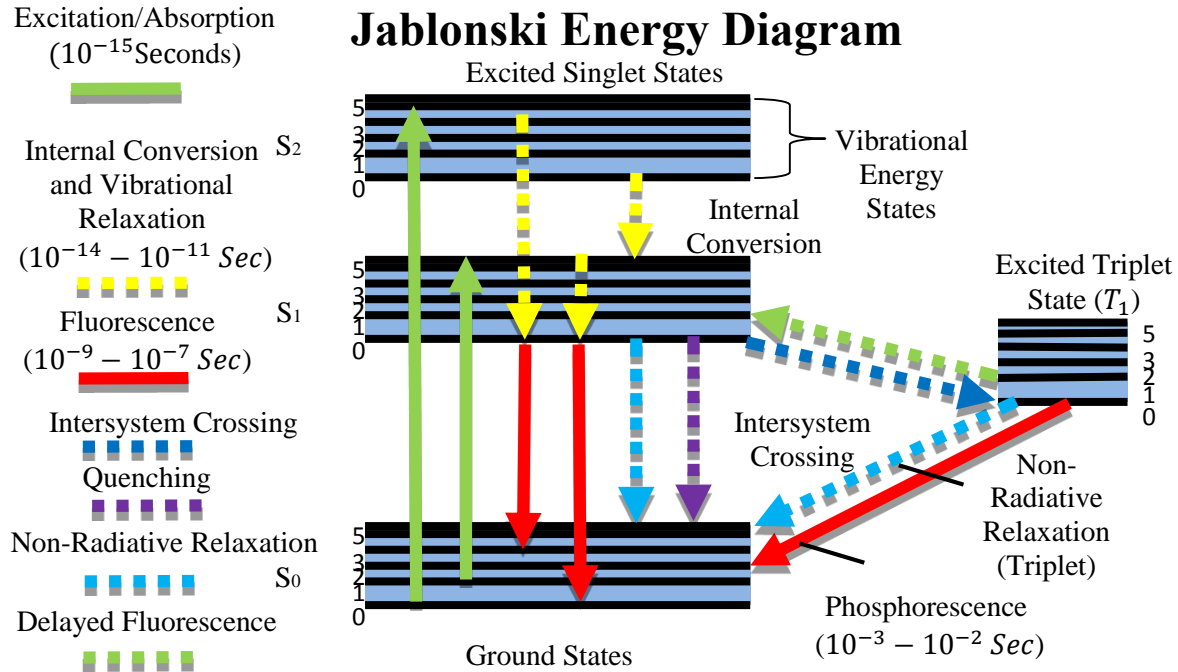 Jablonski Energy Diagram
Excitation/Absorption
(10⁻¹⁵Seconds)
Internal Conversion
and Vibrational
Relaxation
(10⁻¹⁴ − 10⁻¹¹ Sec)
Fluorescence
(10⁻⁹ − 10⁻⁷ Sec)
Intersystem Crossing
Quenching
Non-Radiative Relaxation
Delayed Fluorescence
Excited Singlet States
S₂
5
3
2
1
0
Vibrational
Energy
States
Internal
Conversion
S₁
5
3
2
1
0
Excited Triplet
State (T₁)
5
3
2
1
0
Intersystem
Crossing
Non-
Radiative
Relaxation
(Triplet)
S₀
5
3
2
1
0
Phosphorescence
(10⁻³ − 10⁻² Sec)
Ground States